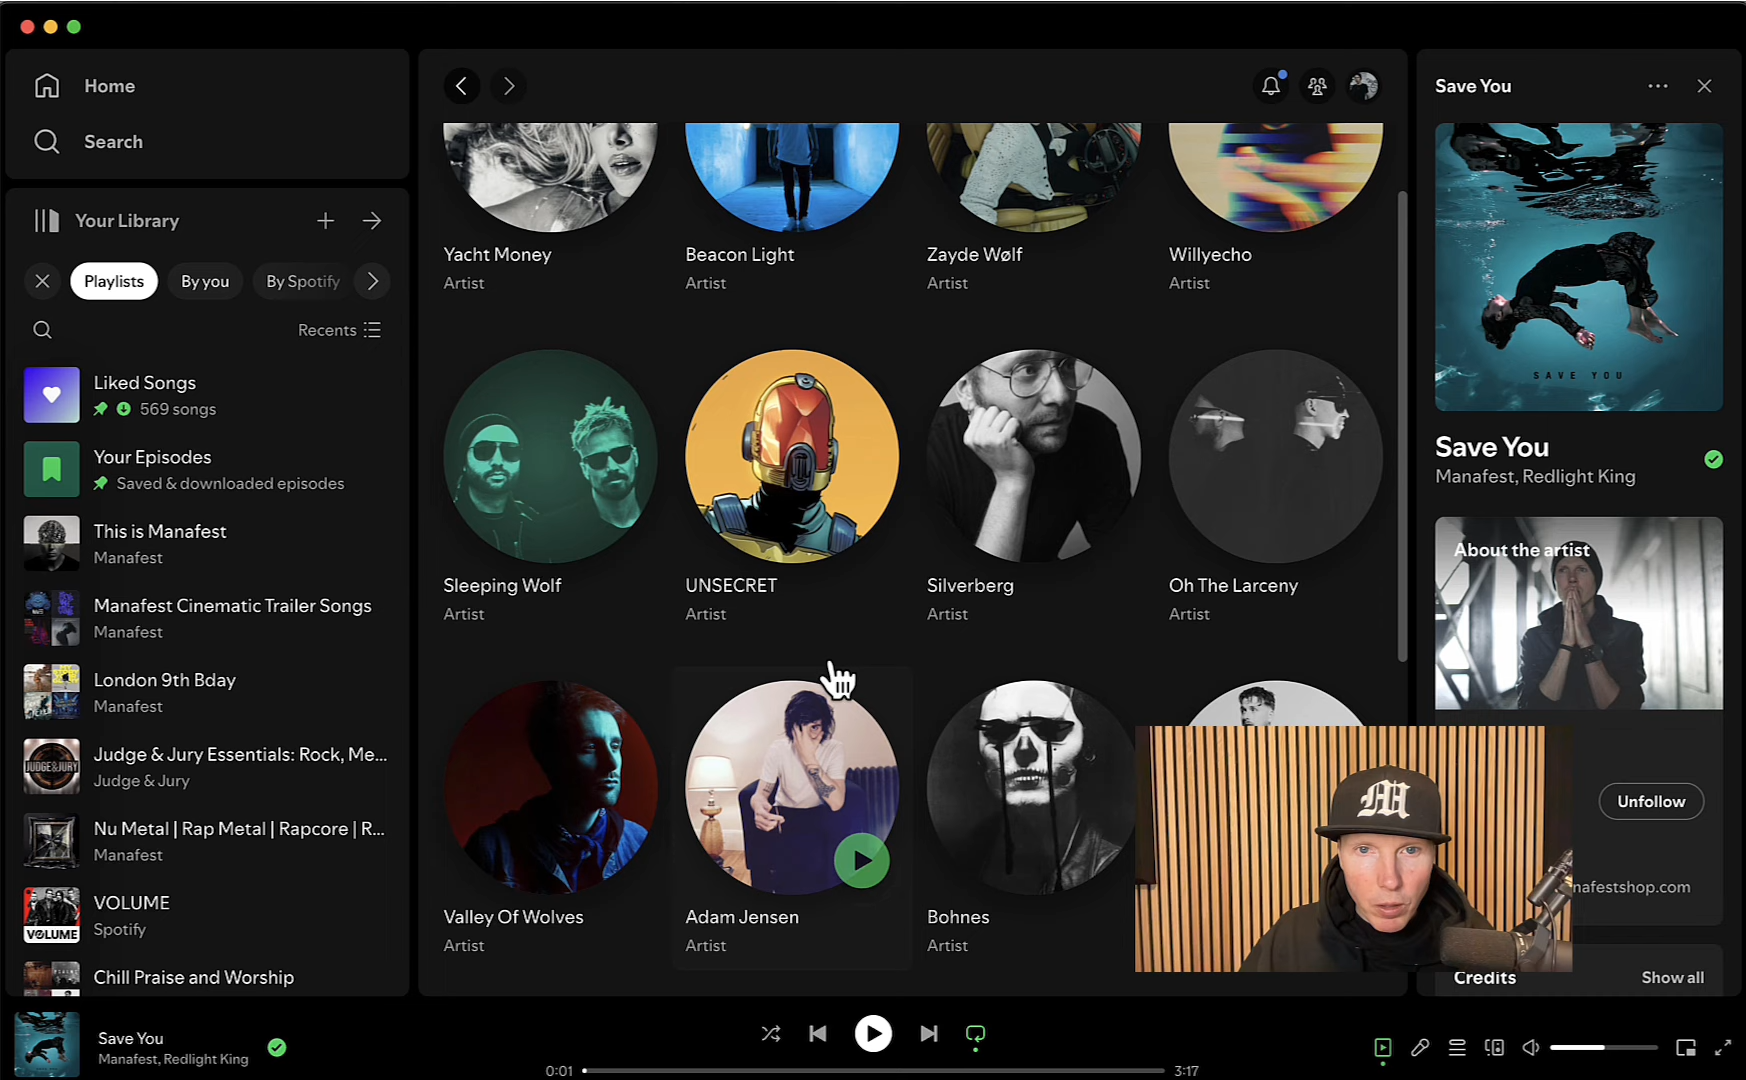 Home
Search
Your Library
Playlists
By you
By Spotify
Recents
Liked Songs
569 songs
Your Episodes
Saved & downloaded episodes
This is Manafest
Manafest
Manafest Cinematic Trailer Songs
Manafest
London 9th Bday
Manafest
Judge & Jury Essentials: Rock, Me...
JUDGE&JURY
Judge & Jury
Nu Metal | Rap Metal | Rapcore | R...
Manafest
VOLUME
VOLUME
Spotify
Chill Praise and Worship
Yacht Money
Artist
Beacon Light
Artist
Zayde Wølf
Artist
Willyecho
Artist
Sleeping Wolf
Artist
UNSECRET
Artist
Silverberg
Artist
Oh The Larceny
Artist
Valley Of Wolves
Artist
Adam Jensen
Artist
Bohnes
Artist
M
Save You
SAVE YOU
Save You
Manafest, Redlight King
About the artist
Unfollow
nafestshop.com
Credits
Show all
Save You
Manafest, Redlight King
0:01
3:17